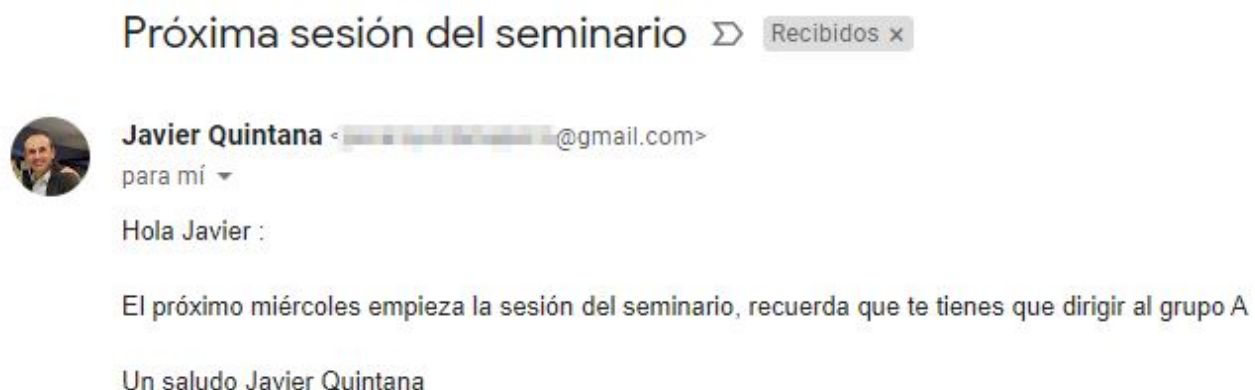 Próxima sesión del seminario Recibidos x
Javier Quintana < @gmail.com>
para mí
Hola Javier :
El próximo miércoles empieza la sesión del seminario, recuerda que te tienes que dirigir al grupo A
Un saludo Javier Quintana